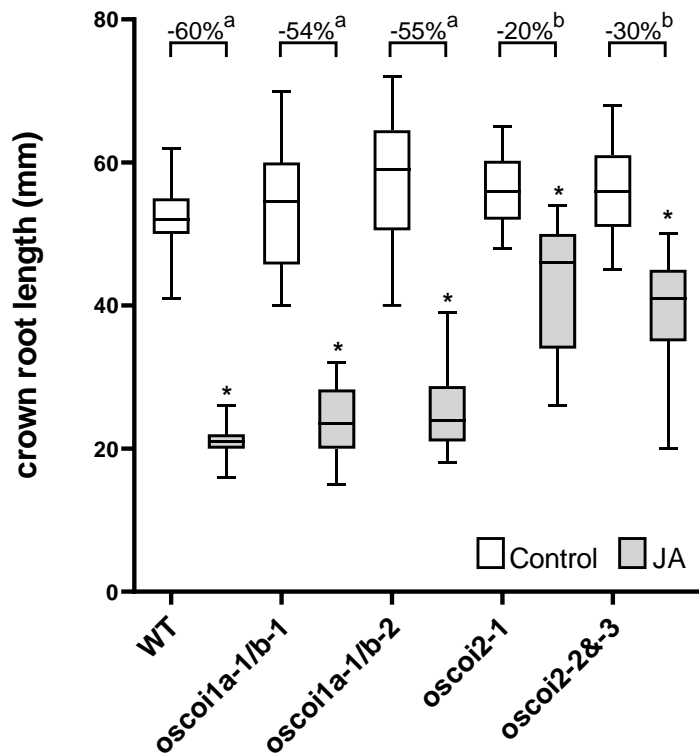 80
-60%a
-54%a
-55%a
-20%b
-30%b
60
40
20
0
crown root length (mm)
*
*
*
*
*
Control
JA
WT
oscoi1a-1/b-1
oscoi1a-1/b-2
oscoi2-1
oscoi2-2&-3